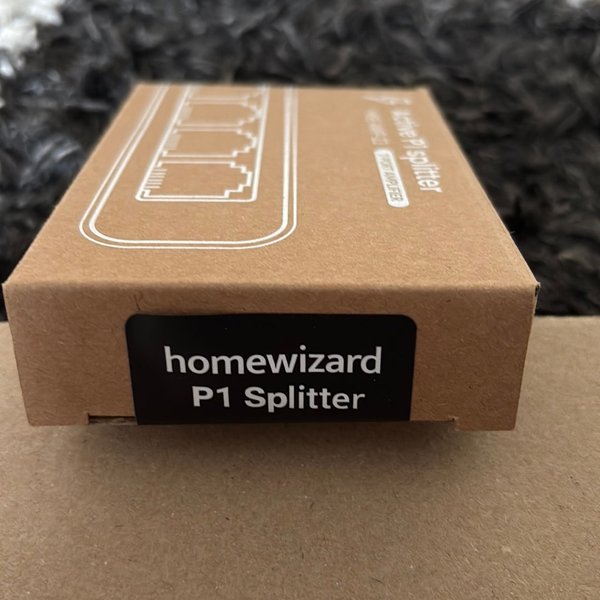 homewizard
P1 Splitter
Active P1 splitter